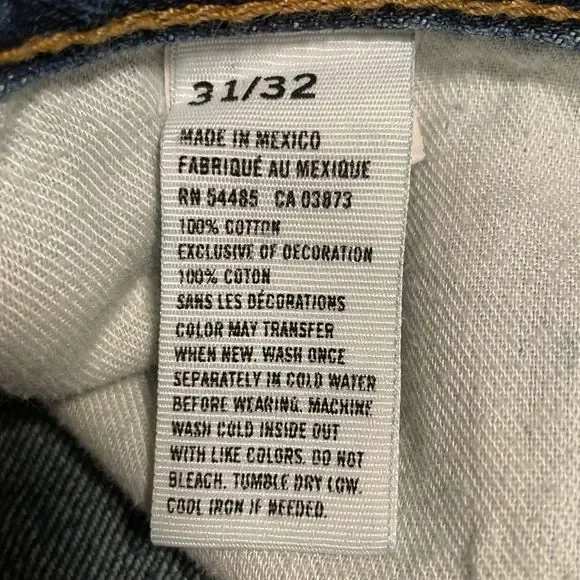 31/32
MADE IN MEXICO
FABRIQUÉ AU MEXIQUE
RN 54485 CA 03873
100% COTTON
EXCLUSIVE OF DECORATION
100% COTON
SANS LES DÉCORATIONS
COLOR MAY TRANSFER
WHEN NEW. WASH ONCE
SEPARATELY IN COLD WATER
BEFORE WEARING. MACHINE
WASH COLD INSIDE OUT
WITH LIKE COLORS. DO NOT
BLEACH. TUMBLE DRY LOW.
COOL IRON IF NEEDED.